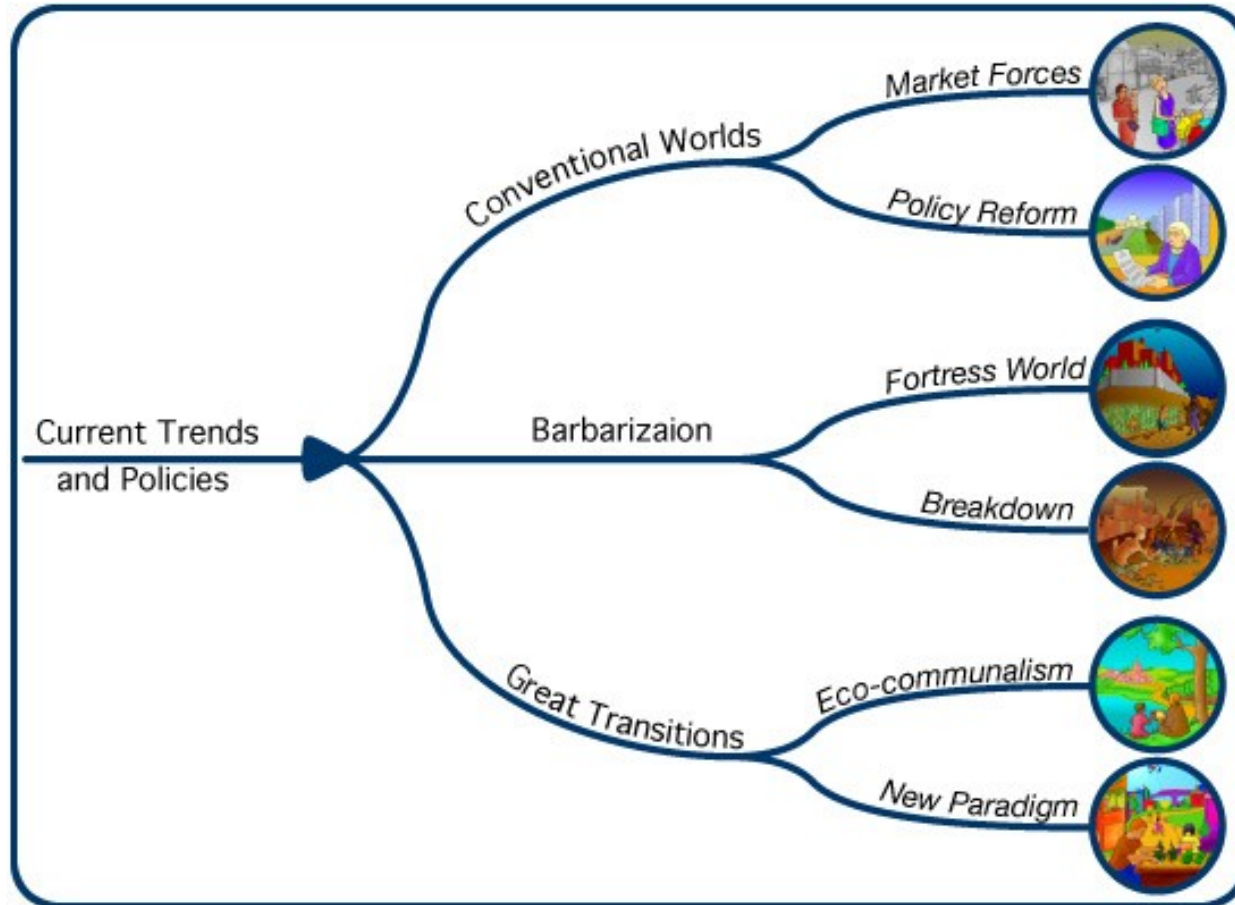 Market Forces
Conventional Worlds
Policy Reform
Fortress World
Current Trends
and Policies
Barbarizaion
Breakdown
Eco-communalism
Great Transitions
New Paradigm